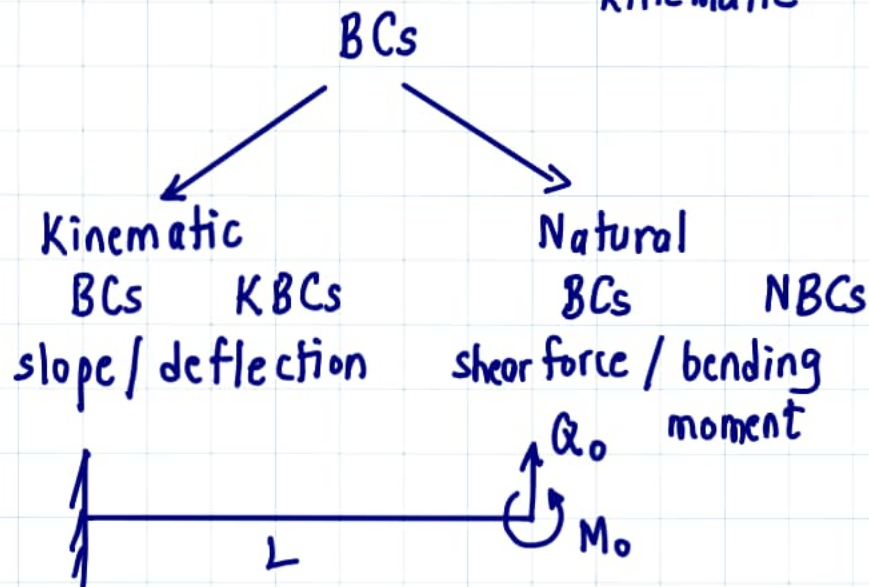 BCs
Kinematic Natural
BCs KBCs BCs NBCs
slope / deflection shear force / bending
moment
Q₀
M₀
L